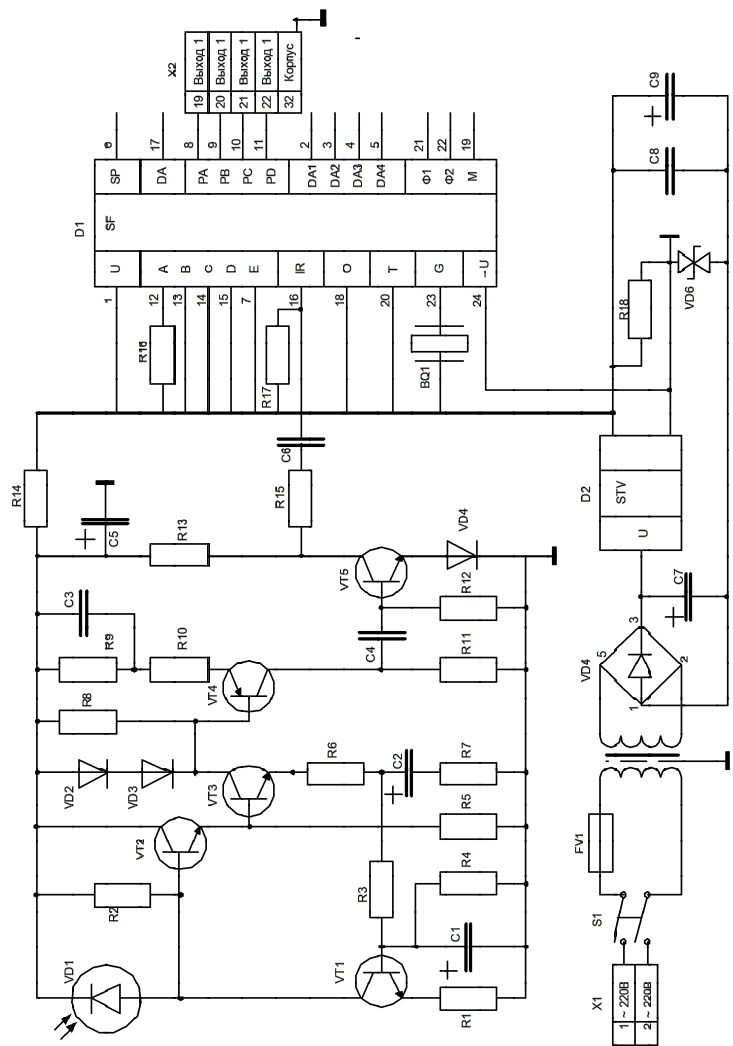 X2
19 Выход 1
20 Выход 1
21 Выход 1
22 Выход 1
32 Корпус
6
17
8
9
10
11
2
3
4
5
21
22
19
D1
SP
DA
PA
PB
PC
PD
DA1
DA2
DA3
DA4
Ф1
Ф2
M
SF
U
A
B
C
D
E
IR
O
T
G
-U
1
12
13
14
15
7
16
18
20
23
24
R16
R17
BQ1
R14
C6
R15
C5
+
R13
VD4
VT5
C3
R12
R9
R10
C4
R11
R8
VT4
VD2
VD3
VT3
R6
C2
+
R7
VT2
R5
R2
R3
R4
VD1
VT1
C1
+
R1
C9
+
C8
R18
VD6
D2
STV
U
C7
+
VD4
5
3
1
2
FV1
S1
X1
1 ~ 220В
2 ~ 220В